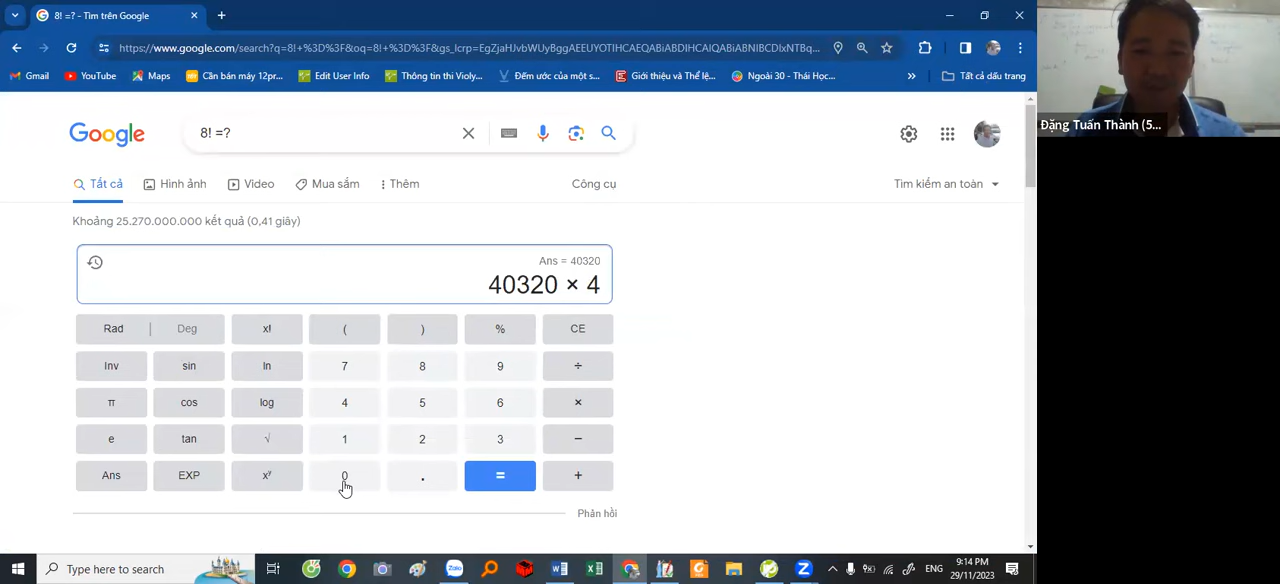 8! =? - Tìm trên Google
https://www.google.com/search?q=8!+%3D%3F&oq=8!+%3D%3F&gs_lcrp=EgZjaHJvbWUyBggAEEUYOTIHCAEQABiABDIHCAIQABiABNIBCDIxNTBq...
Gmail
YouTube
Maps
Cần bán máy 12pr...
Edit User Info
Thông tin thi Violy...
Đếm ước của một s...
Giới thiệu và Thể lệ...
Ngoài 30 - Thái Học...
»
Tất cả dấu trang
Đặng Tuấn Thành (5...
Google
8! =?
Tất cả
Hình ảnh
Video
Mua sắm
Thêm
Công cụ
Tìm kiếm an toàn
Khoảng 25.270.000.000 kết quả (0,41 giây)
Ans = 40320
40320 × 4
Rad | Deg x! ( ) % CE
Inv sin ln 7 8 9 ÷
π cos log 4 5 6 ×
e tan √ 1 2 3 −
Ans EXP xʸ 0 . = +
Phản hồi
Type here to search
ENG
9:14 PM
29/11/2023